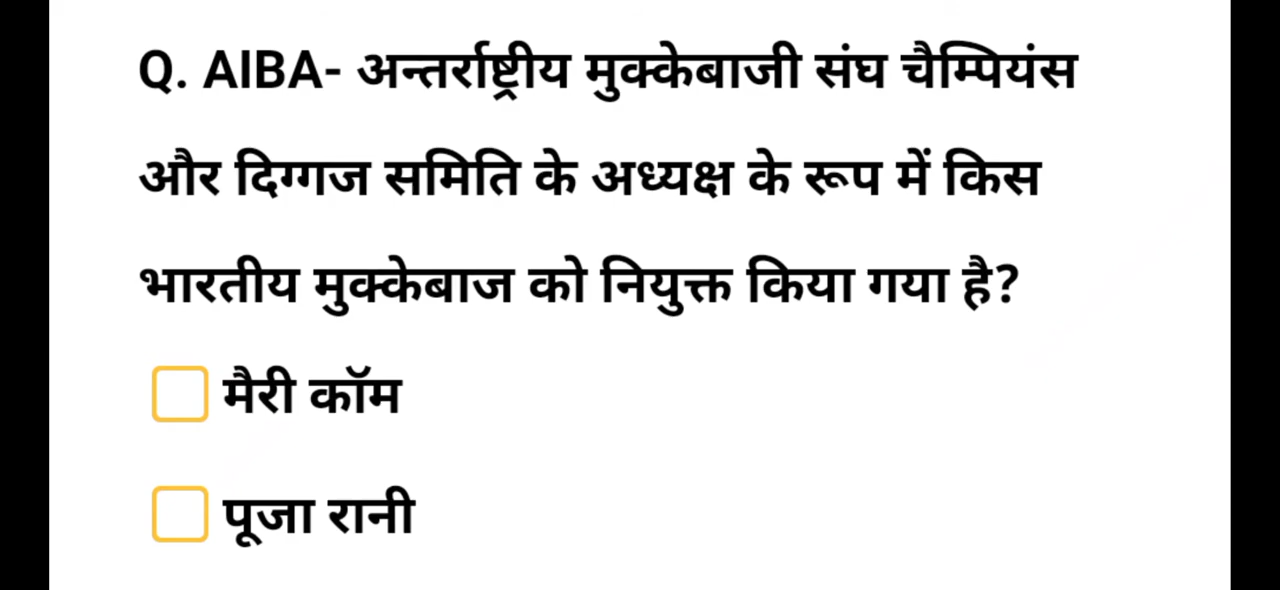 Q. AIBA- अन्तर्राष्ट्रीय मुक्केबाजी संघ चैम्पियंस
और दिग्गज समिति के अध्यक्ष के रूप में किस
भारतीय मुक्केबाज को नियुक्त किया गया है?
मैरी कॉम
पूजा रानी